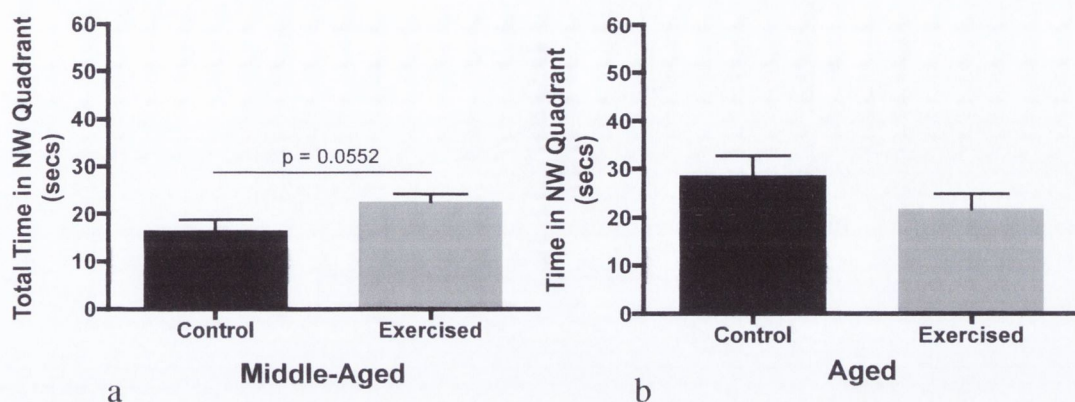 Total Time in NW Quadrant
(secs)
60
50
40
30
20
10
0
p = 0.0552
Control
Exercised
Middle-Aged
a
Time in NW Quadrant
(secs)
60
50
40
30
20
10
0
Control
Exercised
Aged
b